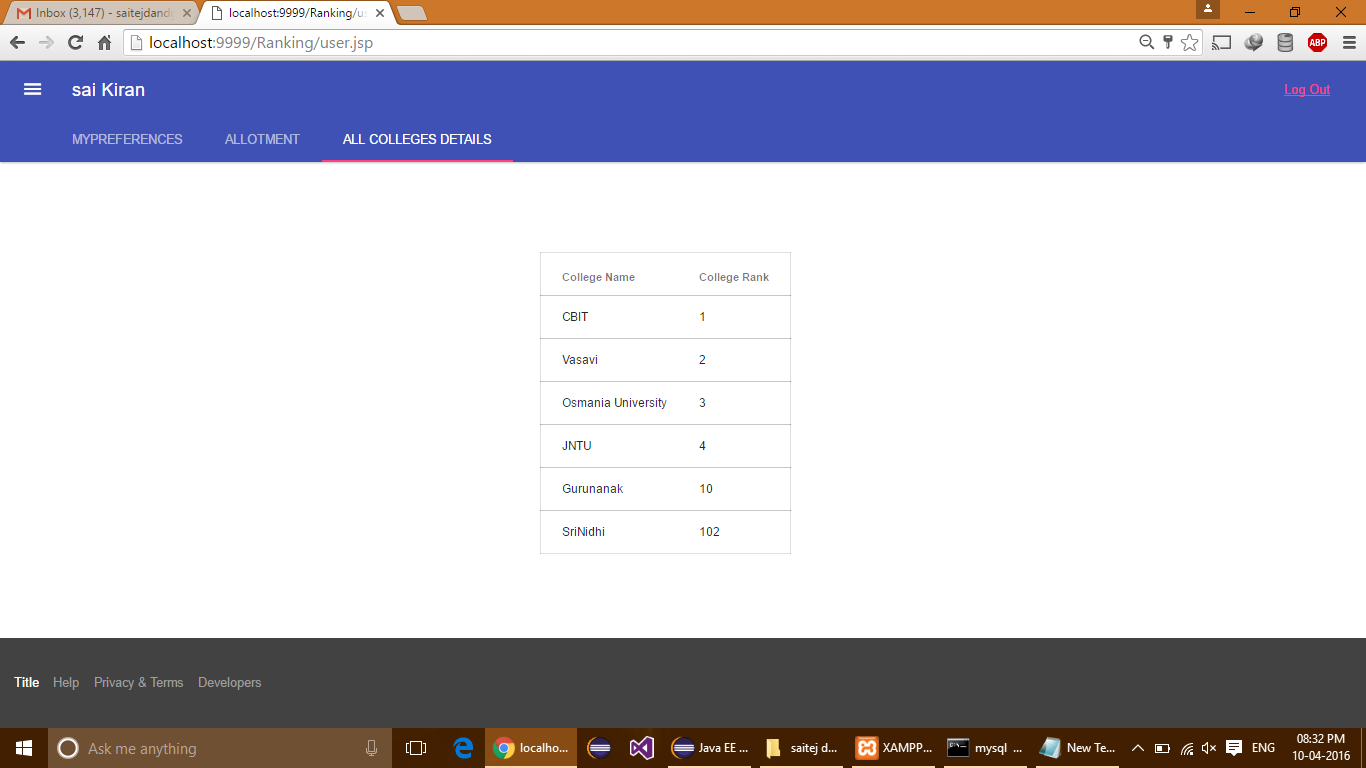 Inbox (3,147) - saitejdand
localhost:9999/Ranking/us
localhost:9999/Ranking/user.jsp
ABP
sai Kiran
Log Out
MYPREFERENCES ALLOTMENT ALL COLLEGES DETAILS
College Name College Rank
CBIT 1
Vasavi 2
Osmania University 3
JNTU 4
Gurunanak 10
SriNidhi 102
Title Help Privacy & Terms Developers
Ask me anything
localho...
Java EE ...
saitej d...
XAMPP...
mysql ...
New Te...
ENG
08:32 PM
10-04-2016